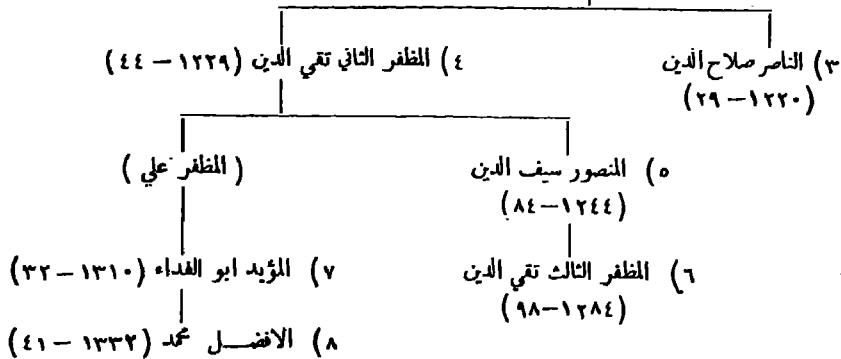 ٣) الناصر صلاح الدين
(١٢٢٠ – ٢٩)
٤) المظفر الثاني تقي الدين (١٢٢٩ – ٤٤)
٥) المنصور سيف الدين
(١٢٤٤ – ٨٤)
(المظفر علي)
٦) المظفر الثالث تقي الدين
(١٢٨٤ – ٩٨)
٧) المؤيد ابو الفداء (١٣١٠ – ٣٢)
٨) الافضل محمد (١٣٣٢ – ٤١)